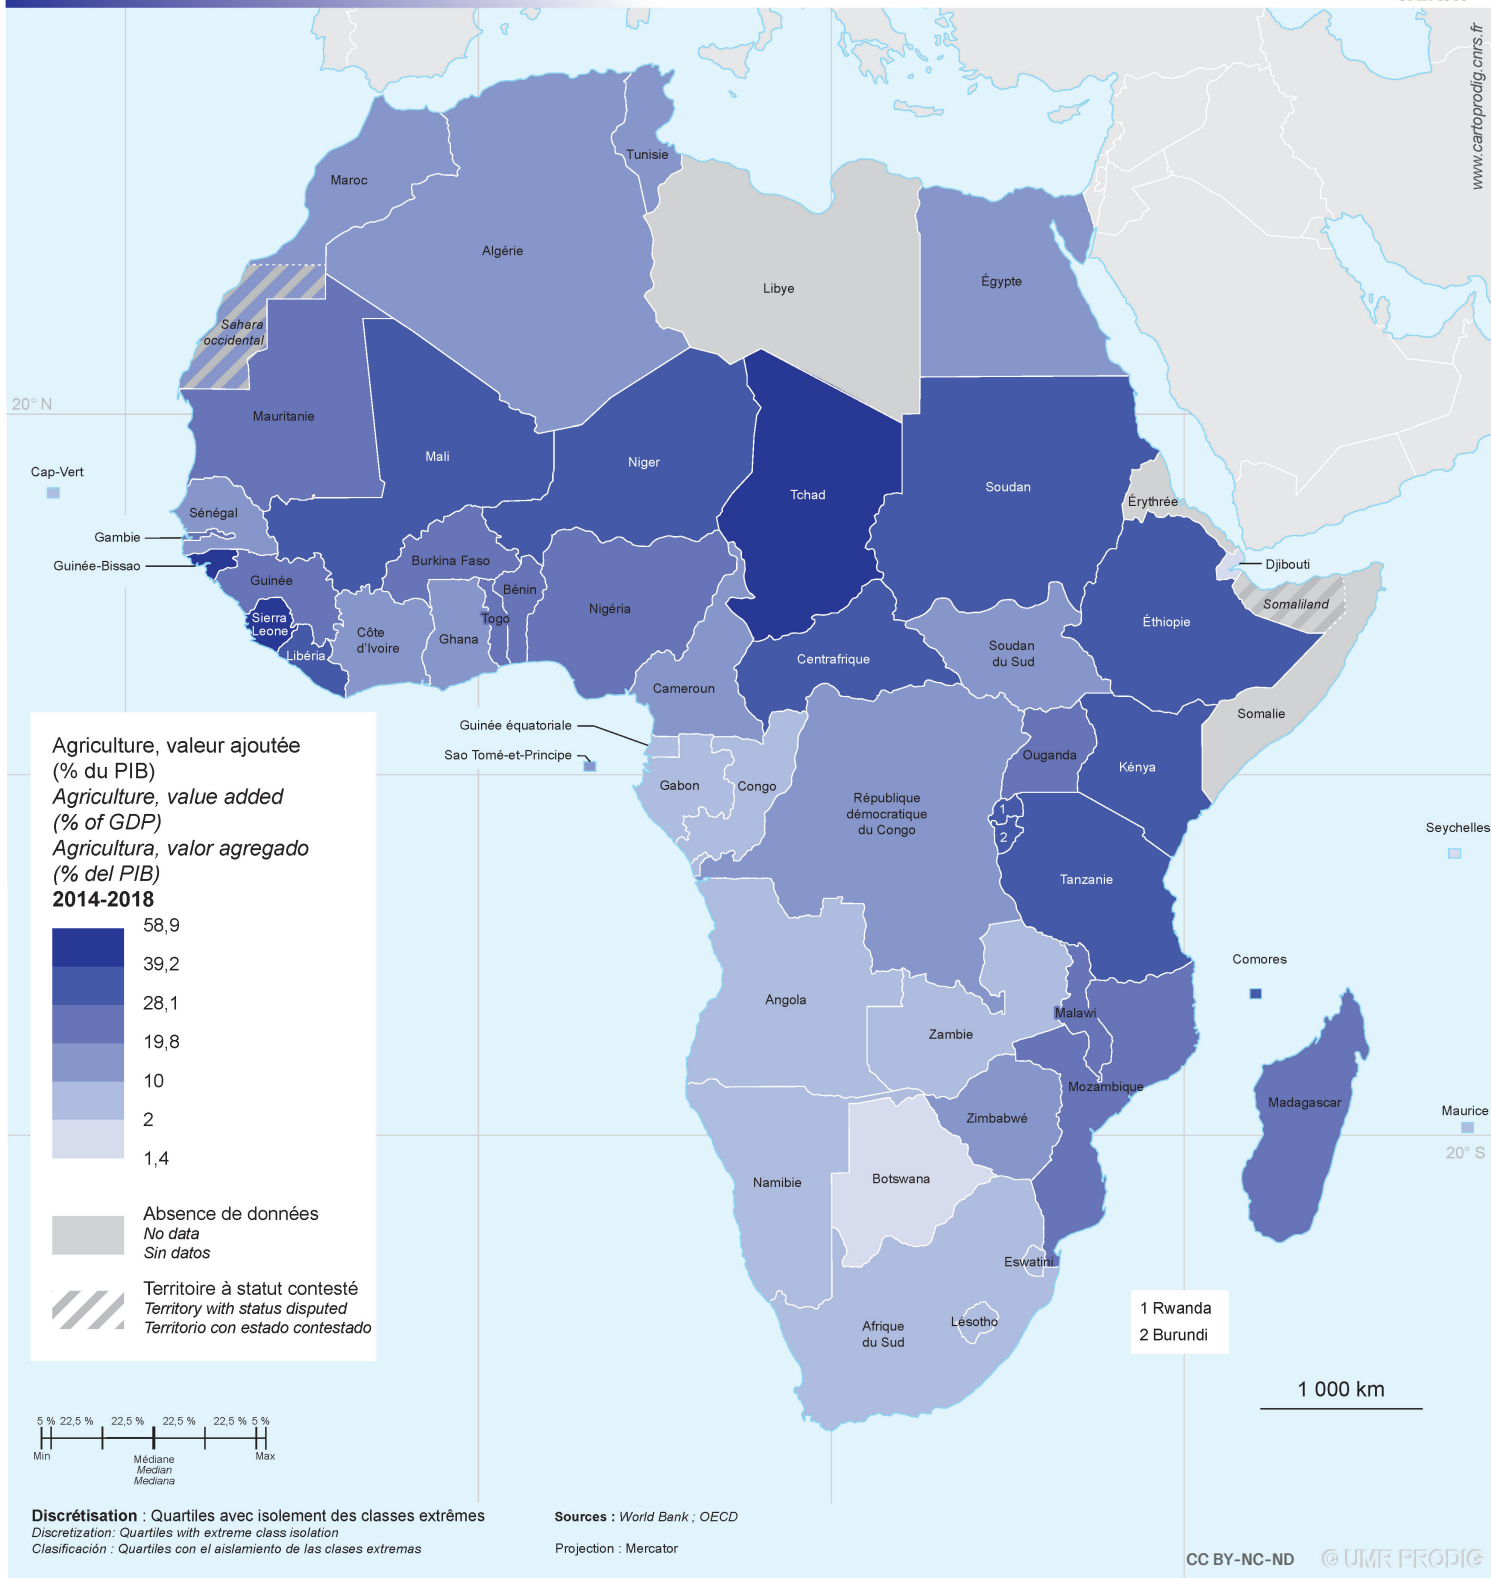 www.cartoprodig.cnrs.fr
Tunisie
Maroc
Algérie
Libye
Égypte
Sahara
occidental
20° N
Mauritanie
Mali
Niger
Tchad
Soudan
Cap-Vert
Érythrée
Sénégal
Gambie
Guinée-Bissao
Djibouti
Burkina Faso
Guinée
Bénin
Somaliland
Nigéria
Sierra
Leone
Togo
Éthiopie
Côte
d'Ivoire
Ghana
Libéria
Centrafrique
Soudan
du Sud
Cameroun
Somalie
Guinée équatoriale
Sao Tomé-et-Principe
Ouganda
Kénya
Gabon
Congo
République
démocratique
du Congo
1
2
Seychelles
Tanzanie
Comores
Angola
Malawi
Zambie
Mozambique
Madagascar
Maurice
Zimbabwé
20° S
Namibie
Botswana
Eswatini
Lésotho
Afrique
du Sud
Agriculture, valeur ajoutée
(% du PIB)
Agriculture, value added
(% of GDP)
Agricultura, valor agregado
(% del PIB)
2014-2018
58,9
39,2
28,1
19,8
10
2
1,4
Absence de données
No data
Sin datos
Territoire à statut contesté
Territory with status disputed
Territorio con estado contestado
1 Rwanda
2 Burundi
1 000 km
5 % 22,5 % 22,5 % 22,5 % 22,5 % 5 %
Min
Max
Médiane
Median
Mediana
Discrétisation : Quartiles avec isolement des classes extrêmes
Discretization: Quartiles with extreme class isolation
Clasificación : Quartiles con el aislamiento de las clases extremas
Sources : World Bank ; OECD
Projection : Mercator
CC BY-NC-ND
© UMR PRODIG